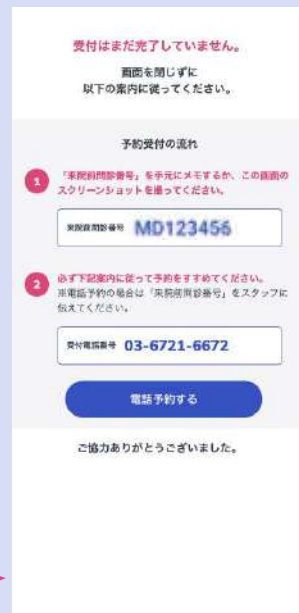 受付はまだ完了していません。
画面を閉じずに
以下の案内に従ってください。
予約受付の流れ
1
「来院前問診番号」を手元にメモするか、この画面の
スクリーンショットを撮ってください。
来院前問診番号 MD123456
2
必ず下記案内に従って予約をすすめてください。
※電話予約の場合は「来院前問診番号」をスタッフに
伝えてください。
受付電話番号 03-6721-6672
電話予約する
ご協力ありがとうございました。